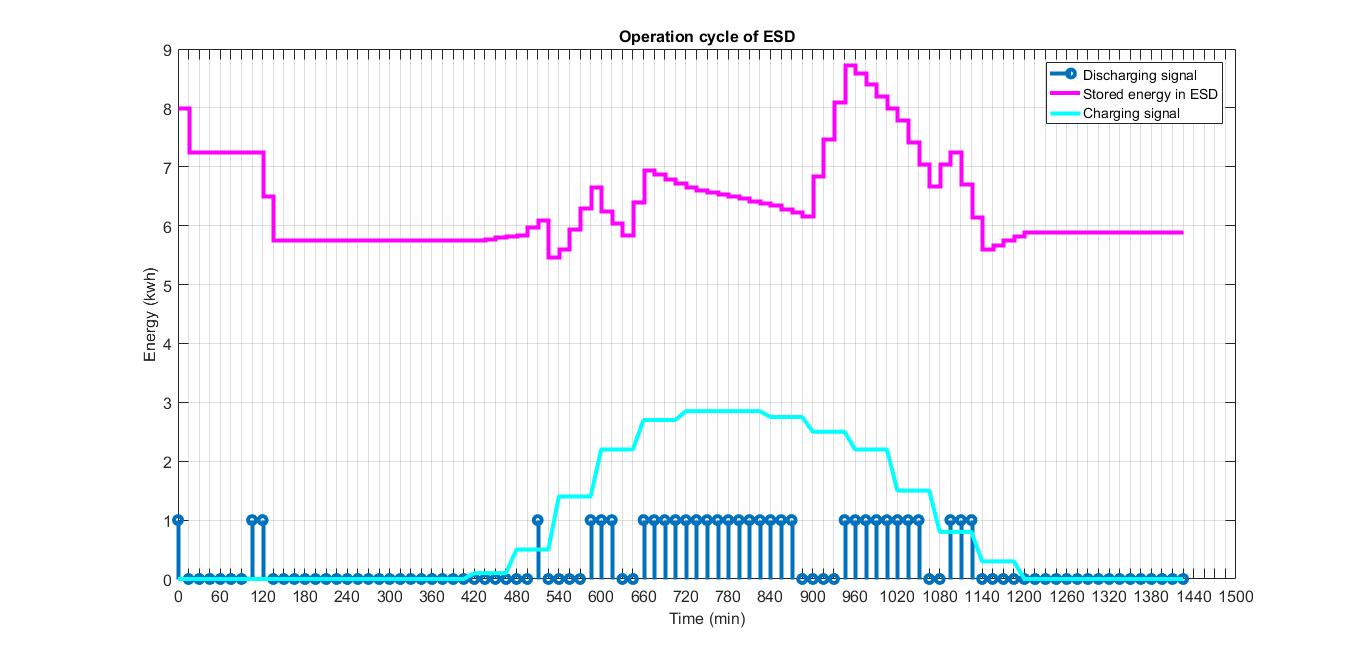 Operation cycle of ESD
9
8
7
6
5
4
3
2
1
0
Energy (kwh)
Discharging signal
Stored energy in ESD
Charging signal
0 60 120 180 240 300 360 420 480 540 600 660 720 780 840 900 960 1020 1080 1140 1200 1260 1320 1380 1440 1500
Time (min)